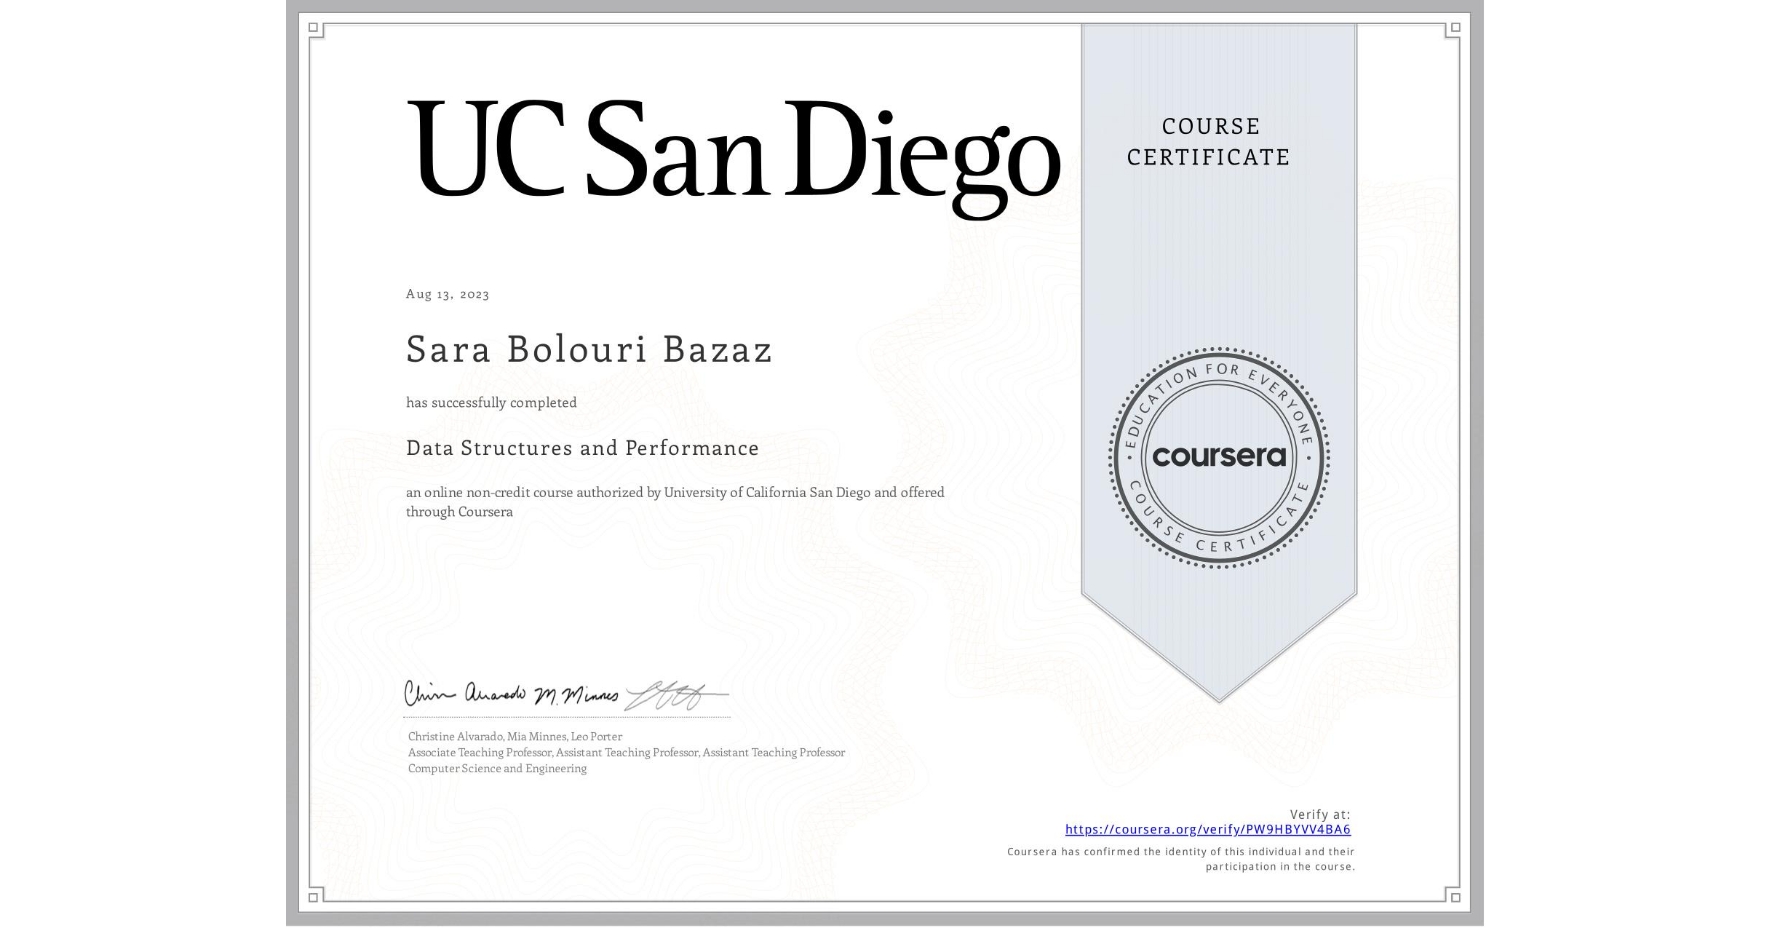 UC San Diego
COURSE
CERTIFICATE
Aug 13, 2023
Sara Bolouri Bazaz
has successfully completed
Data Structures and Performance
an online non-credit course authorized by University of California San Diego and offered
through Coursera
EDUCATION FOR EVERYONE
coursera
COURSE CERTIFICATE
Christine Alvarado, Mia Minnes, Leo Porter
Associate Teaching Professor, Assistant Teaching Professor, Assistant Teaching Professor
Computer Science and Engineering
Verify at:
https://coursera.org/verify/PW9HBYVV4BA6
Coursera has confirmed the identity of this individual and their
participation in the course.